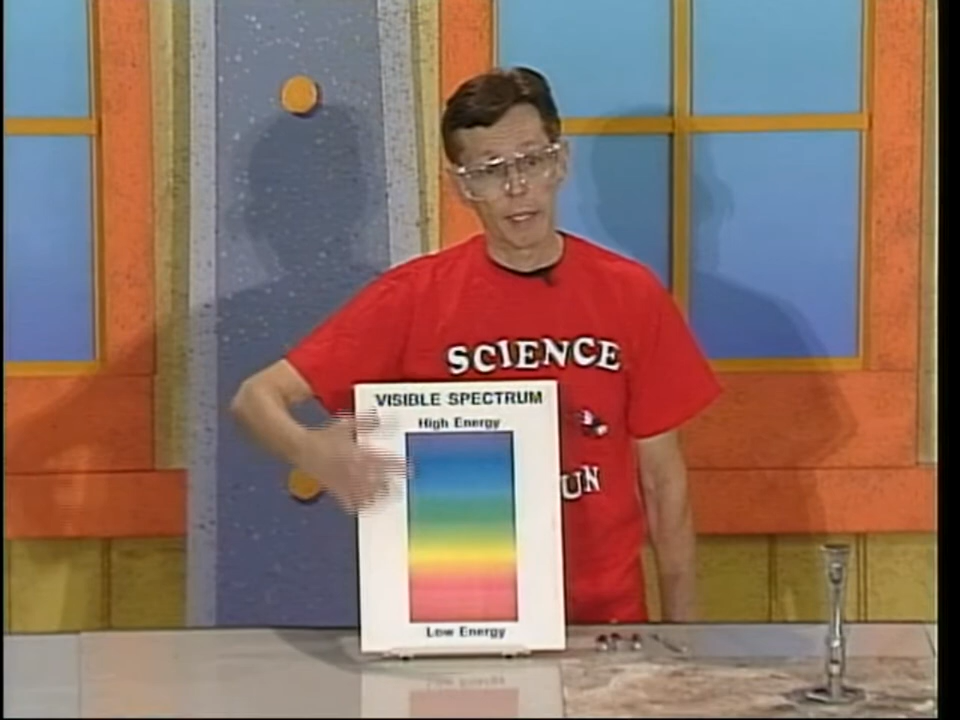 SCIENCE
UN
VISIBLE SPECTRUM
High Energy
Low Energy